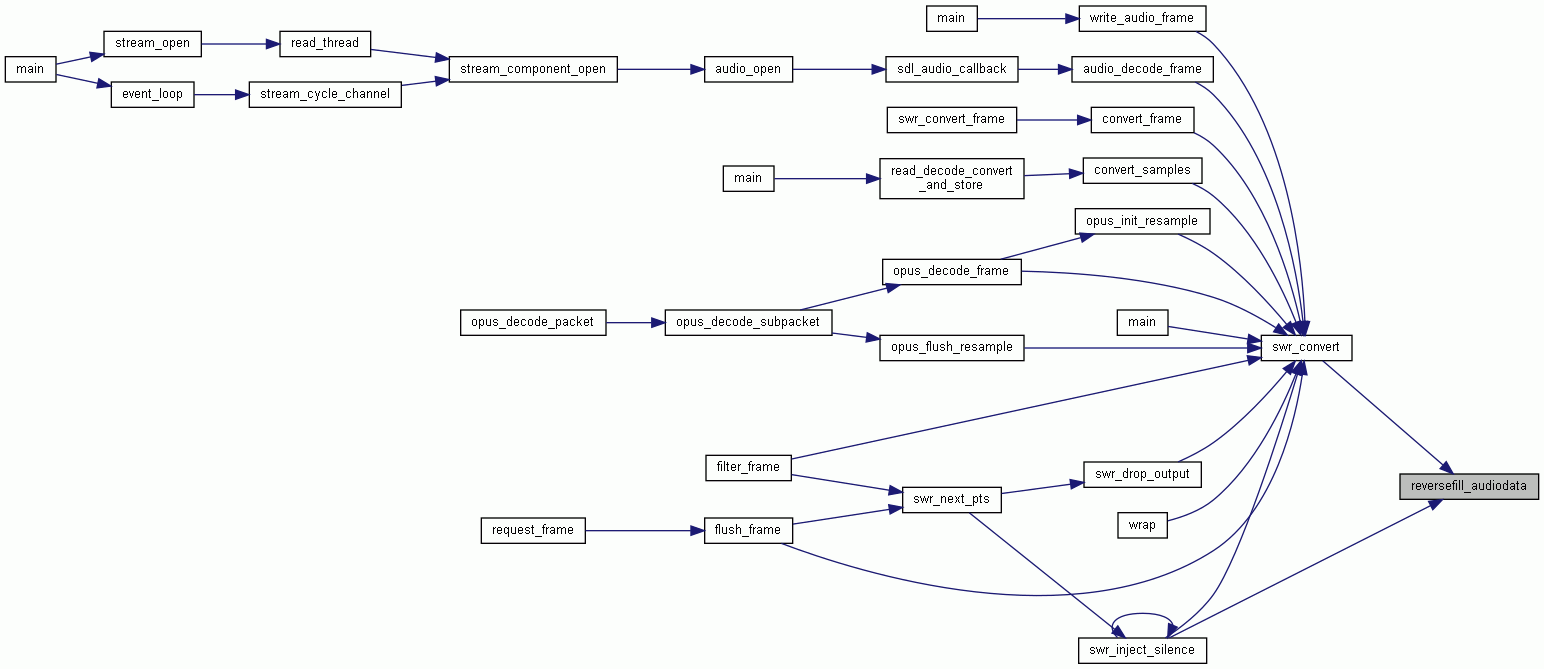 main
write_audio_frame
stream_open
read_thread
main
stream_component_open
audio_open
sdl_audio_callback
audio_decode_frame
event_loop
stream_cycle_channel
swr_convert_frame
convert_frame
main
read_decode_convert
_and_store
convert_samples
opus_init_resample
opus_decode_frame
opus_decode_packet
opus_decode_subpacket
main
opus_flush_resample
swr_convert
filter_frame
swr_drop_output
reversefill_audiodata
swr_next_pts
request_frame
flush_frame
wrap
swr_inject_silence